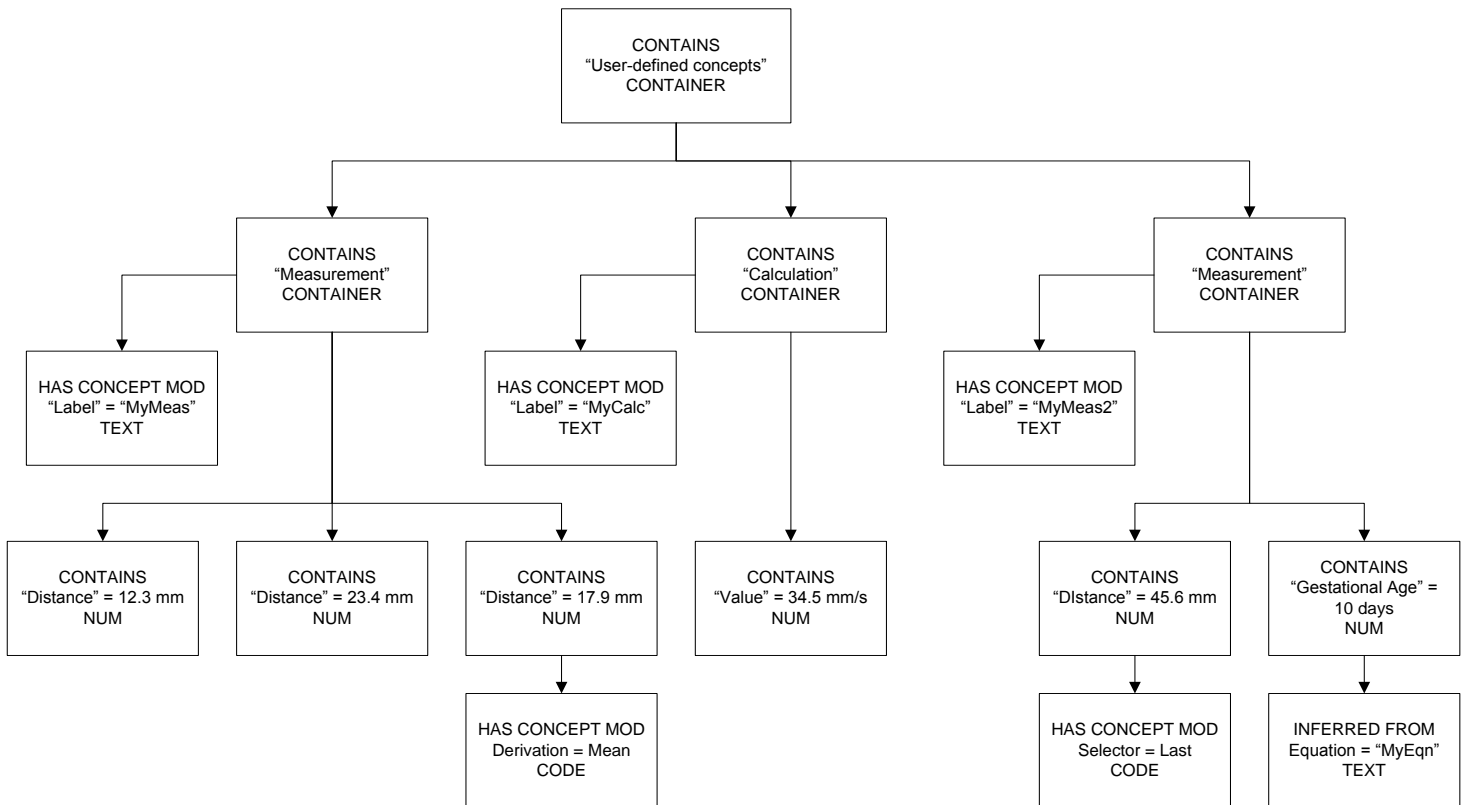 CONTAINS
“User-defined concepts”
CONTAINER
CONTAINS
“Measurement”
CONTAINER
CONTAINS
“Calculation”
CONTAINER
CONTAINS
“Measurement”
CONTAINER
HAS CONCEPT MOD
“Label” = “MyMeas”
TEXT
HAS CONCEPT MOD
“Label” = “MyCalc”
TEXT
HAS CONCEPT MOD
“Label” = “MyMeas2”
TEXT
CONTAINS
“Distance” = 12.3 mm
NUM
CONTAINS
“Distance” = 23.4 mm
NUM
CONTAINS
“Distance” = 17.9 mm
NUM
CONTAINS
“Value” = 34.5 mm/s
NUM
CONTAINS
“DIstance” = 45.6 mm
NUM
CONTAINS
“Gestational Age” =
10 days
NUM
HAS CONCEPT MOD
Derivation = Mean
CODE
HAS CONCEPT MOD
Selector = Last
CODE
INFERRED FROM
Equation = “MyEqn”
TEXT